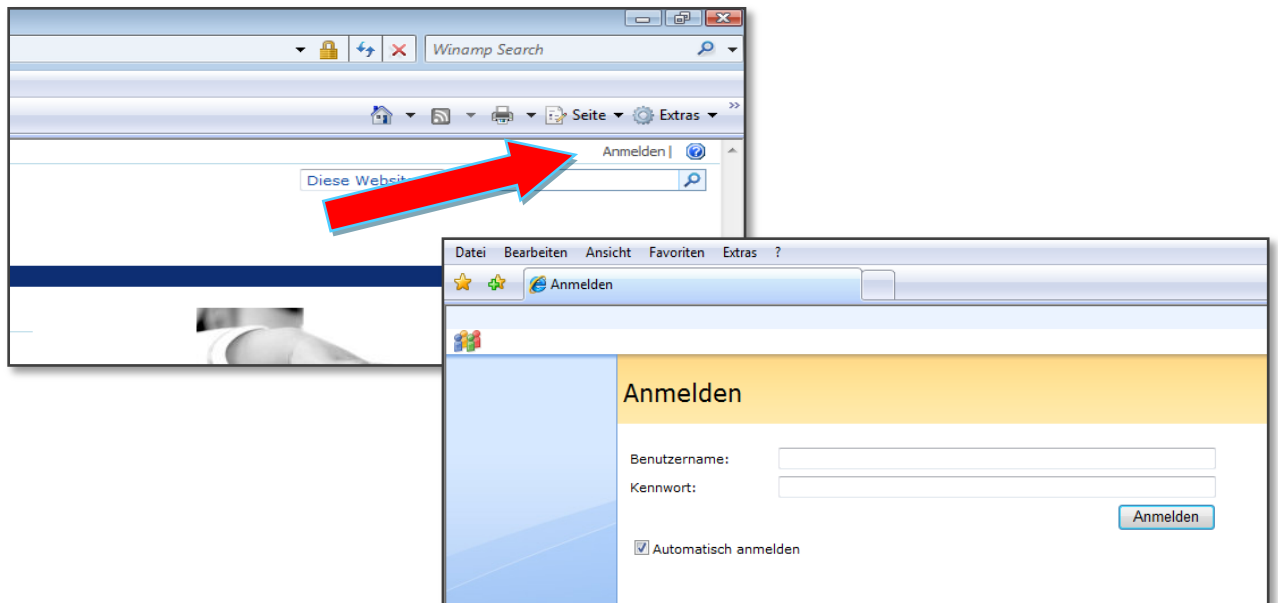 Winamp Search
Seite Extras »
Anmelden |
Diese Website
Datei Bearbeiten Ansicht Favoriten Extras ?
Anmelden
Anmelden
Benutzername:
Kennwort:
Anmelden
Automatisch anmelden